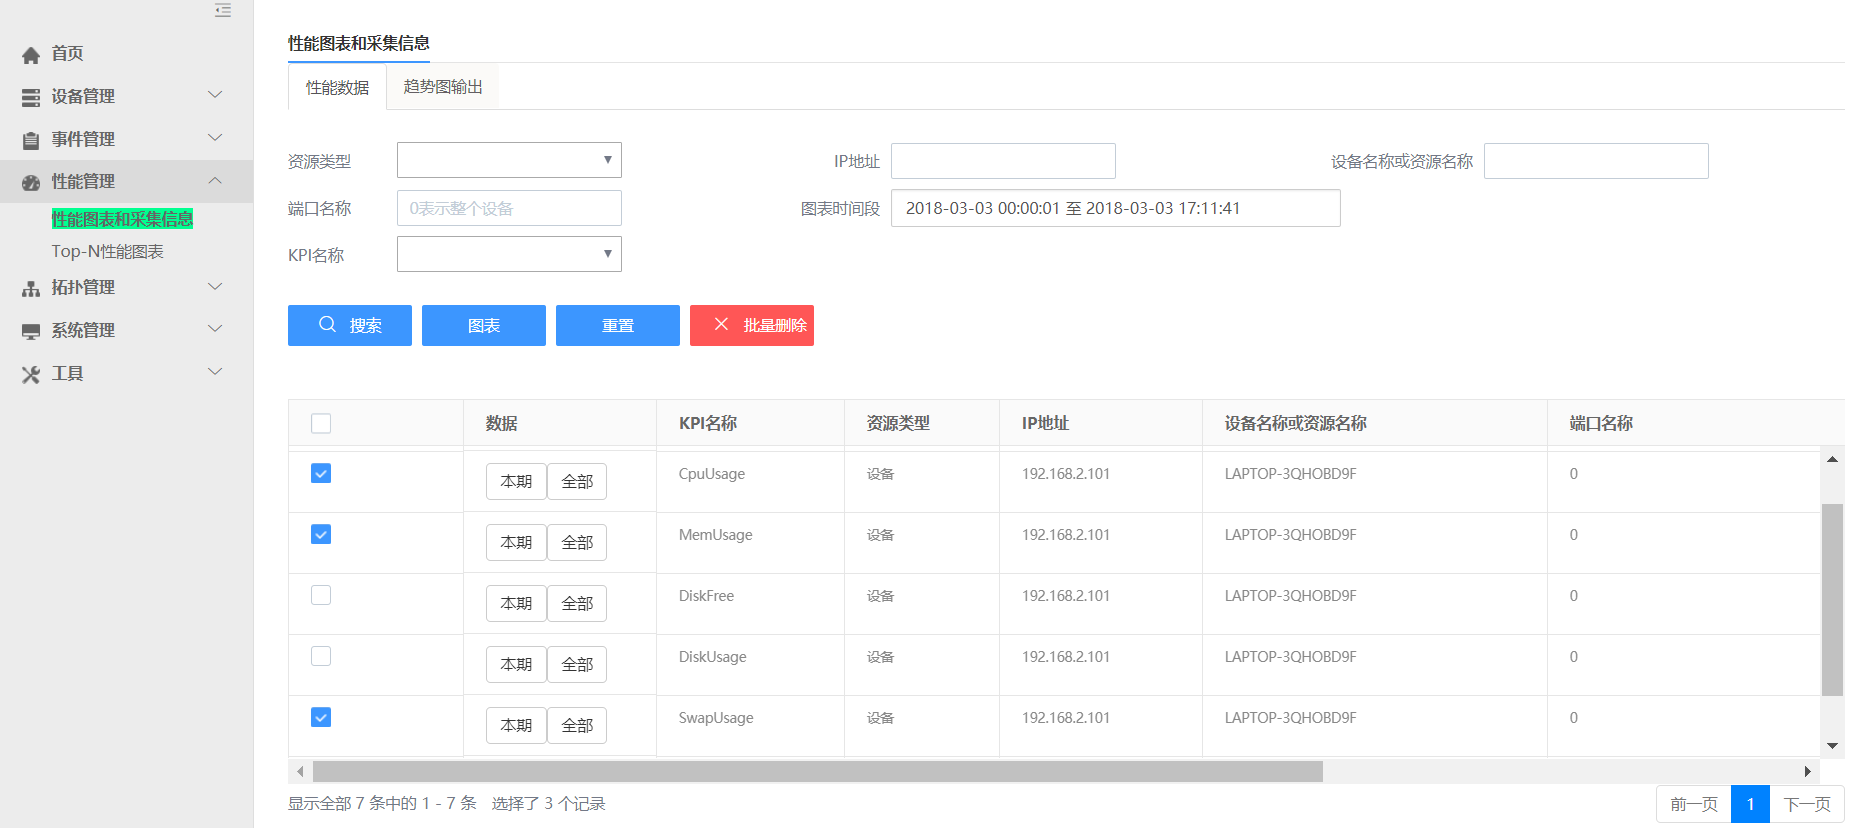 首页
设备管理
事件管理
性能管理
性能图表和采集信息
Top-N性能图表
拓扑管理
系统管理
工具
性能图表和采集信息
性能数据 趋势图输出
资源类型 IP地址 设备名称或资源名称
端口名称 0表示整个设备 图表时间段 2018-03-03 00:00:01 至 2018-03-03 17:11:41
KPI名称
搜索 图表 重置 批量删除
数据 KPI名称 资源类型 IP地址 设备名称或资源名称 端口名称
本期 全部 CpuUsage 设备 192.168.2.101 LAPTOP-3QHOBD9F 0
本期 全部 MemUsage 设备 192.168.2.101 LAPTOP-3QHOBD9F 0
本期 全部 DiskFree 设备 192.168.2.101 LAPTOP-3QHOBD9F 0
本期 全部 DiskUsage 设备 192.168.2.101 LAPTOP-3QHOBD9F 0
本期 全部 SwapUsage 设备 192.168.2.101 LAPTOP-3QHOBD9F 0
显示全部 7 条中的 1 - 7 条 选择了 3 个记录 前一页 1 下一页